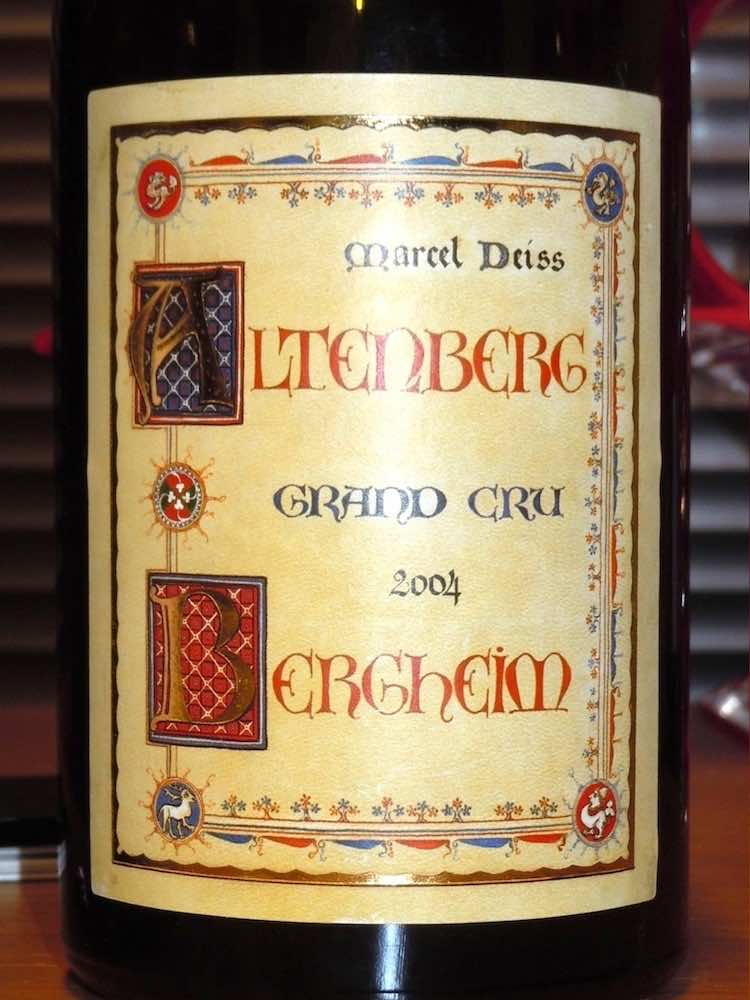 Marcel Deiss
ALTENBERG
GRAND CRU
2004
BERGHEIM